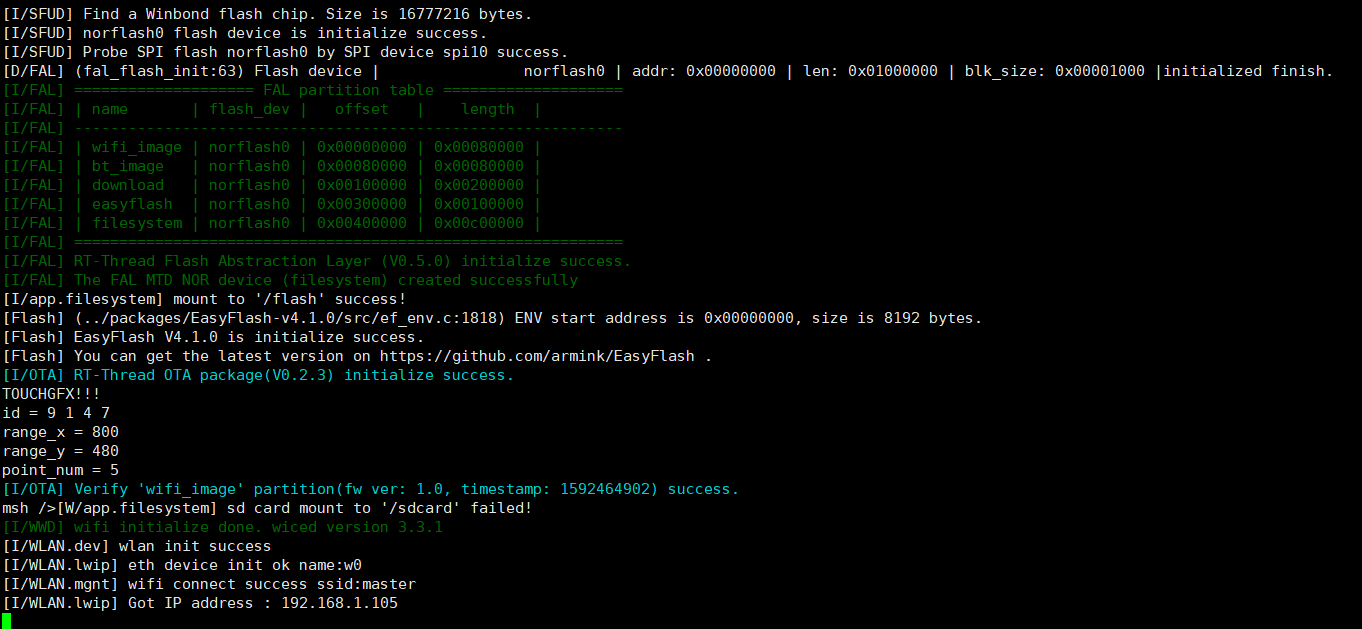 [I/SFUD] Find a Winbond flash chip. Size is 16777216 bytes.
[I/SFUD] norflash0 flash device is initialize success.
[I/SFUD] Probe SPI flash norflash0 by SPI device spi10 success.
[D/FAL] (fal_flash_init:63) Flash device |                norflash0 | addr: 0x00000000 | len: 0x01000000 | blk_size: 0x00001000 |initialized finish.
[I/FAL] ==================== FAL partition table ====================
[I/FAL] | name       | flash_dev |   offset   |    length  |
[I/FAL] -------------------------------------------------------------
[I/FAL] | wifi_image | norflash0 | 0x00000000 | 0x00080000 |
[I/FAL] | bt_image   | norflash0 | 0x00080000 | 0x00080000 |
[I/FAL] | download   | norflash0 | 0x00100000 | 0x00200000 |
[I/FAL] | easyflash  | norflash0 | 0x00300000 | 0x00100000 |
[I/FAL] | filesystem | norflash0 | 0x00400000 | 0x00c00000 |
[I/FAL] =============================================================
[I/FAL] RT-Thread Flash Abstraction Layer (V0.5.0) initialize success.
[I/FAL] The FAL MTD NOR device (filesystem) created successfully
[I/app.filesystem] mount to '/flash' success!
[Flash] (../packages/EasyFlash-v4.1.0/src/ef_env.c:1818) ENV start address is 0x00000000, size is 8192 bytes.
[Flash] EasyFlash V4.1.0 is initialize success.
[Flash] You can get the latest version on https://github.com/armink/EasyFlash .
[I/OTA] RT-Thread OTA package(V0.2.3) initialize success.
TOUCHGFX!!!
id = 9 1 4 7
range_x = 800
range_y = 480
point_num = 5
[I/OTA] Verify 'wifi_image' partition(fw ver: 1.0, timestamp: 1592464902) success.
msh />[W/app.filesystem] sd card mount to '/sdcard' failed!
[I/WWD] wifi initialize done. wiced version 3.3.1
[I/WLAN.dev] wlan init success
[I/WLAN.lwip] eth device init ok name:w0
[I/WLAN.mgnt] wifi connect success ssid:master
[I/WLAN.lwip] Got IP address : 192.168.1.105